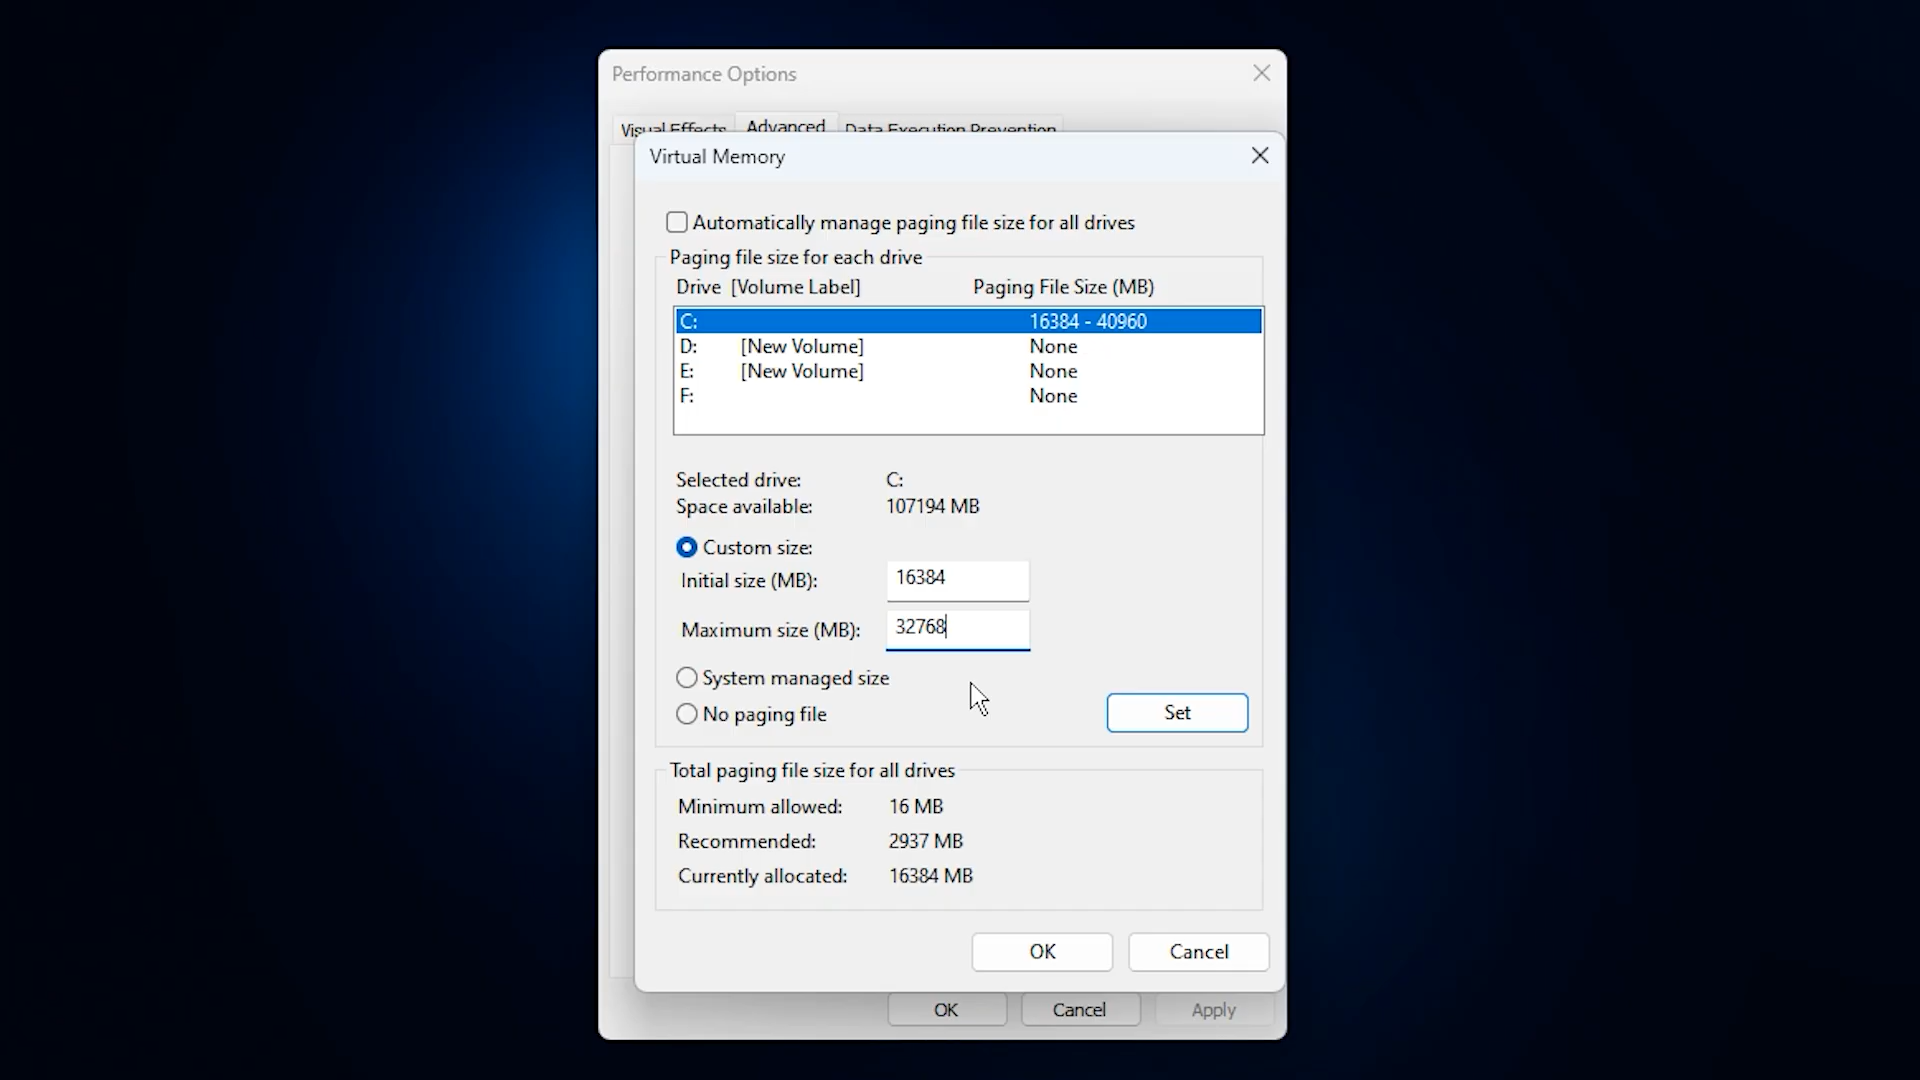 Performance Options
Visual Effects Advanced Data Execution Prevention
Virtual Memory
Automatically manage paging file size for all drives
Paging file size for each drive
Drive [Volume Label] Paging File Size (MB)
C: 16384 - 40960
D: [New Volume] None
E: [New Volume] None
F: None
Selected drive: C:
Space available: 107194 MB
Custom size:
Initial size (MB): 16384
Maximum size (MB): 32768
System managed size
No paging file
Set
Total paging file size for all drives
Minimum allowed: 16 MB
Recommended: 2937 MB
Currently allocated: 16384 MB
OK Cancel
OK Cancel Apply